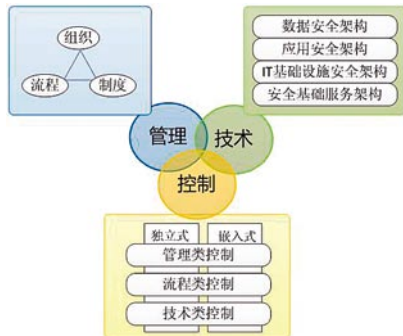 组织
流程 制度
数据安全架构
应用安全架构
IT基础设施安全架构
安全基础服务架构
管理 技术
控制
独立式 嵌入式
管理类控制
流程类控制
技术类控制